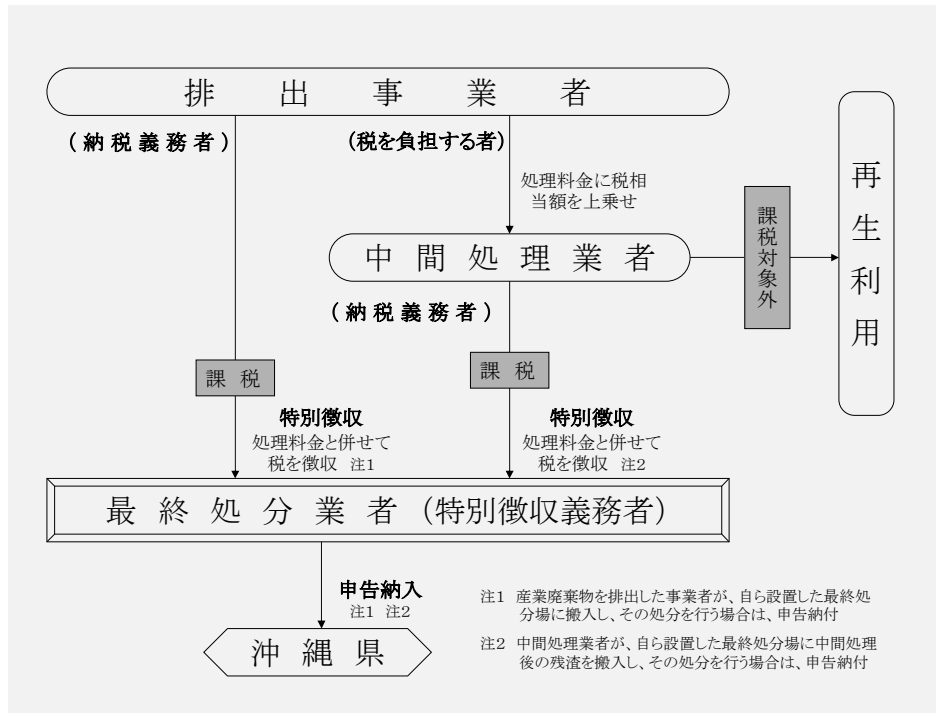 排出事業者
(納税義務者)
(税を負担する者)
処理料金に税相
当額を上乗せ
中間処理業者
課税対象外
再生利用
(納税義務者)
課税
課税
特別徴収
処理料金と併せて
税を徴収 注1
特別徴収
処理料金と併せて
税を徴収 注2
最終処分業者(特別徴収義務者)
申告納入
注1 注2
沖縄県
注1 産業廃棄物を排出した事業者が、自ら設置した最終処
分場に搬入し、その処分を行う場合は、申告納付
注2 中間処理業者が、自ら設置した最終処分場に中間処理
後の残渣を搬入し、その処分を行う場合は、申告納付